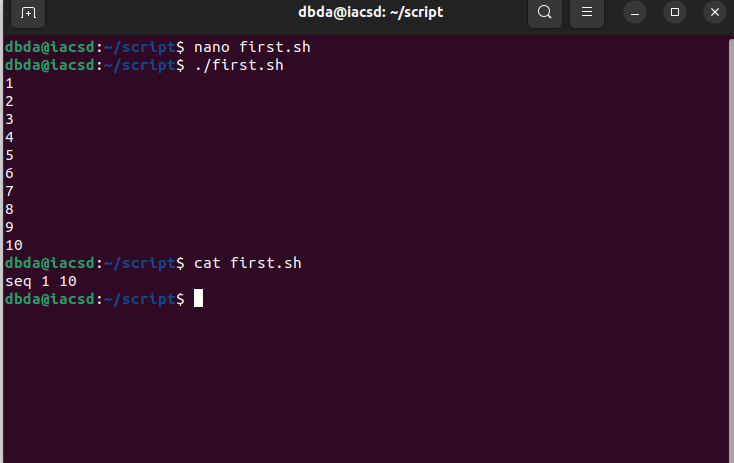 dbda@iacsd: ~/script
dbda@iacsd:~/script$ nano first.sh
dbda@iacsd:~/script$ ./first.sh
1
2
3
4
5
6
7
8
9
10
dbda@iacsd:~/script$ cat first.sh
seq 1 10
dbda@iacsd:~/script$